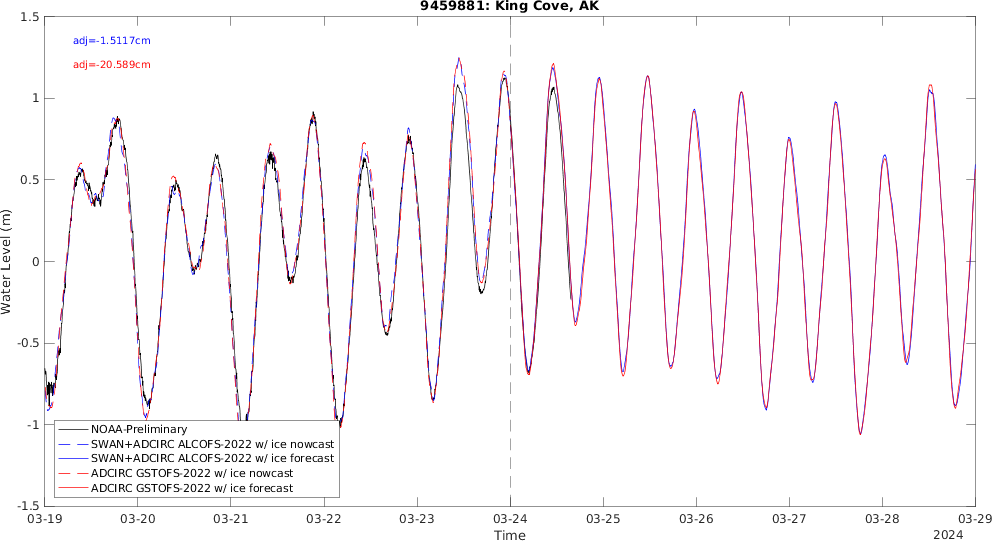 9459881: King Cove, AK
adj=-1.5117cm
adj=-20.589cm
Water Level (m)
1.5
1
0.5
0
-0.5
-1
-1.5
NOAA-Preliminary
SWAN+ADCIRC ALCOFS-2022 w/ ice nowcast
SWAN+ADCIRC ALCOFS-2022 w/ ice forecast
ADCIRC GSTOFS-2022 w/ ice nowcast
ADCIRC GSTOFS-2022 w/ ice forecast
03-19 03-20 03-21 03-22 03-23 03-24 03-25 03-26 03-27 03-28 03-29
Time
2024